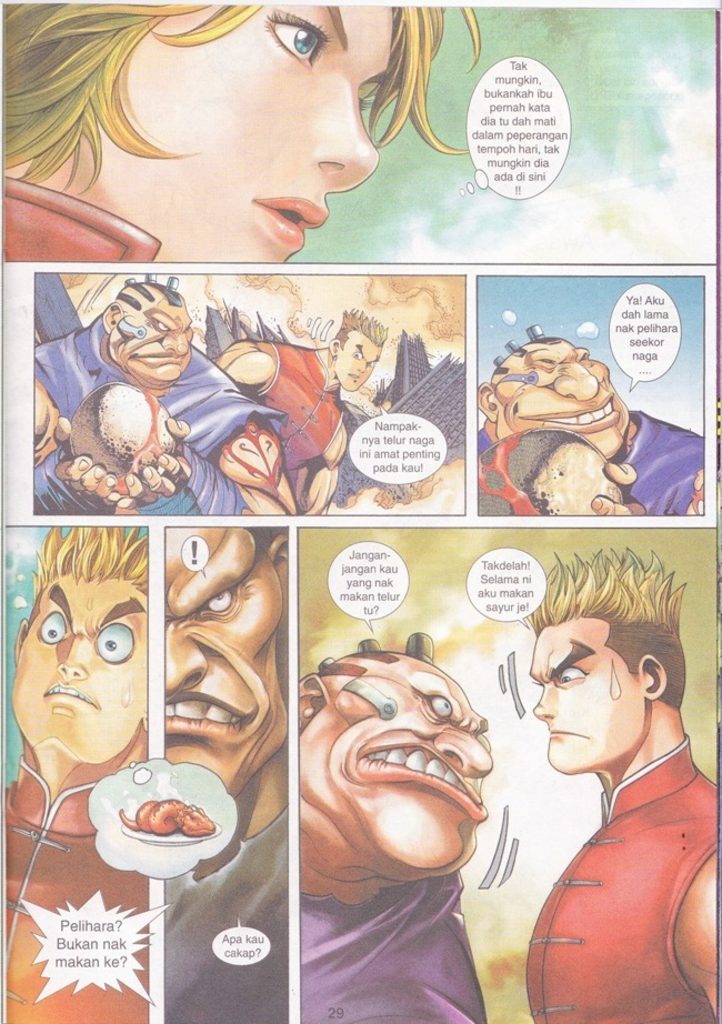 Tak
mungkin,
bukankah ibu
pernah kata
dia tu dah mati
dalam peperangan
tempoh hari, tak
mungkin dia
ada di sini
!!
Nampak-
nya telur naga
ini amat penting
pada kau!
Ya! Aku
dah lama
nak pelihara
seekor
naga
....
Pelihara?
Bukan nak
makan ke?
!
Apa kau
cakap?
Jangan-
jangan kau
yang nak
makan telur
tu?
Takdelah!
Selama ni
aku makan
sayur je!
29